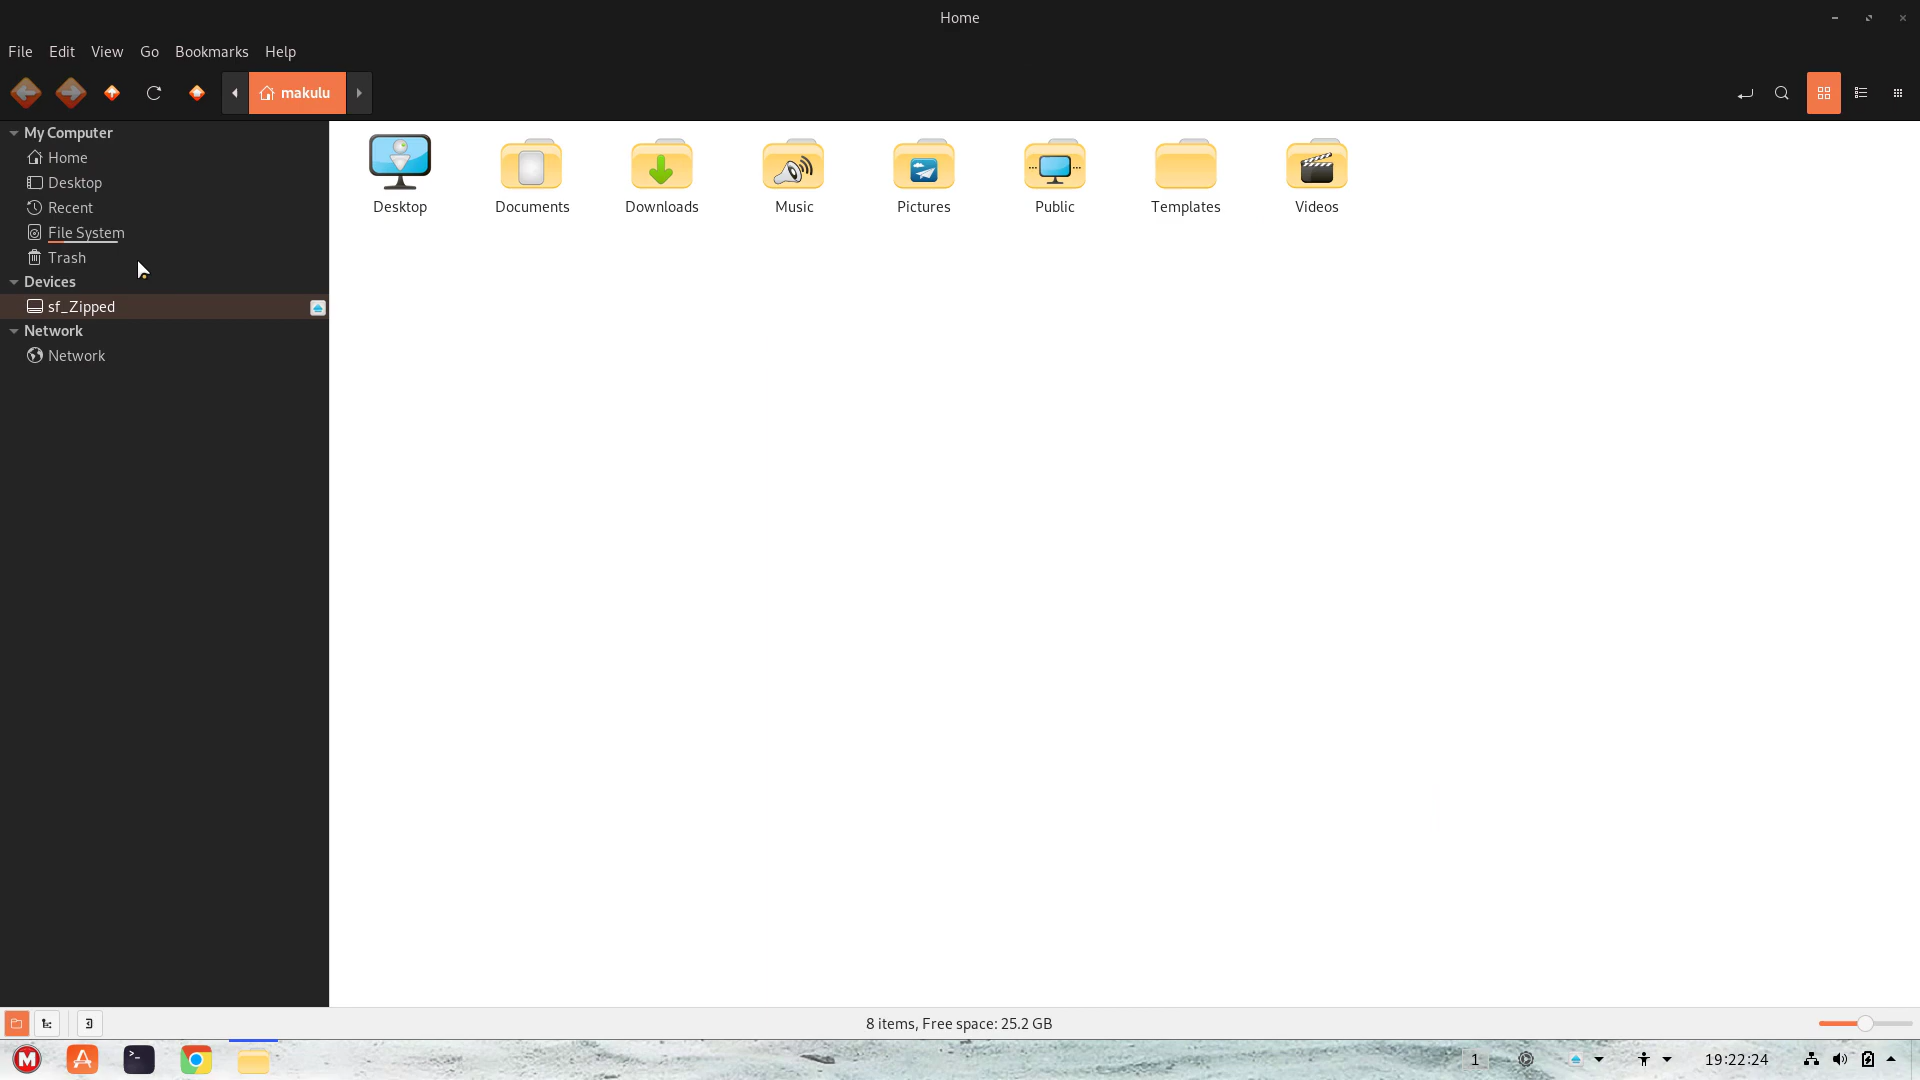 Home
File Edit View Go Bookmarks Help
makulu
My Computer
Home
Desktop
Recent
File System
Trash
Devices
sf_Zipped
Network
Network
Desktop Documents Downloads Music Pictures Public Templates Videos
8 items, Free space: 25.2 GB
M A >_ 1 19:22:24